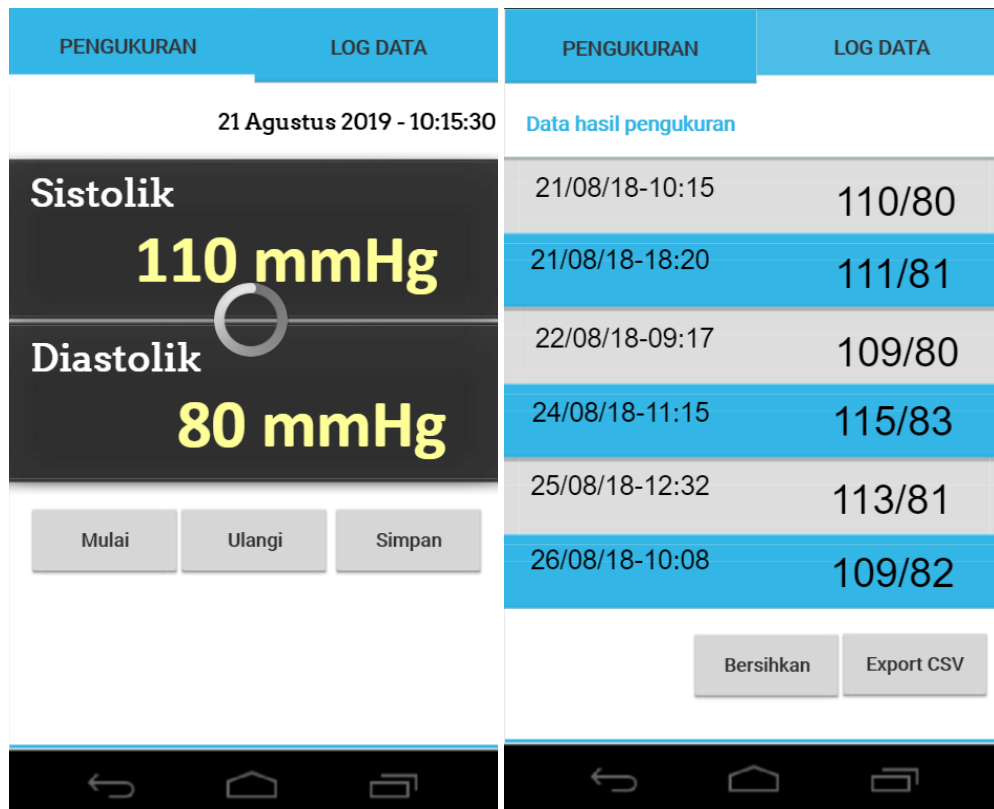 PENGUKURAN LOG DATA
21 Agustus 2019 - 10:15:30
Sistolik
110 mmHg
Diastolik
80 mmHg
Mulai Ulangi Simpan
PENGUKURAN LOG DATA
Data hasil pengukuran
21/08/18-10:15 110/80
21/08/18-18:20 111/81
22/08/18-09:17 109/80
24/08/18-11:15 115/83
25/08/18-12:32 113/81
26/08/18-10:08 109/82
Bersihkan Export CSV